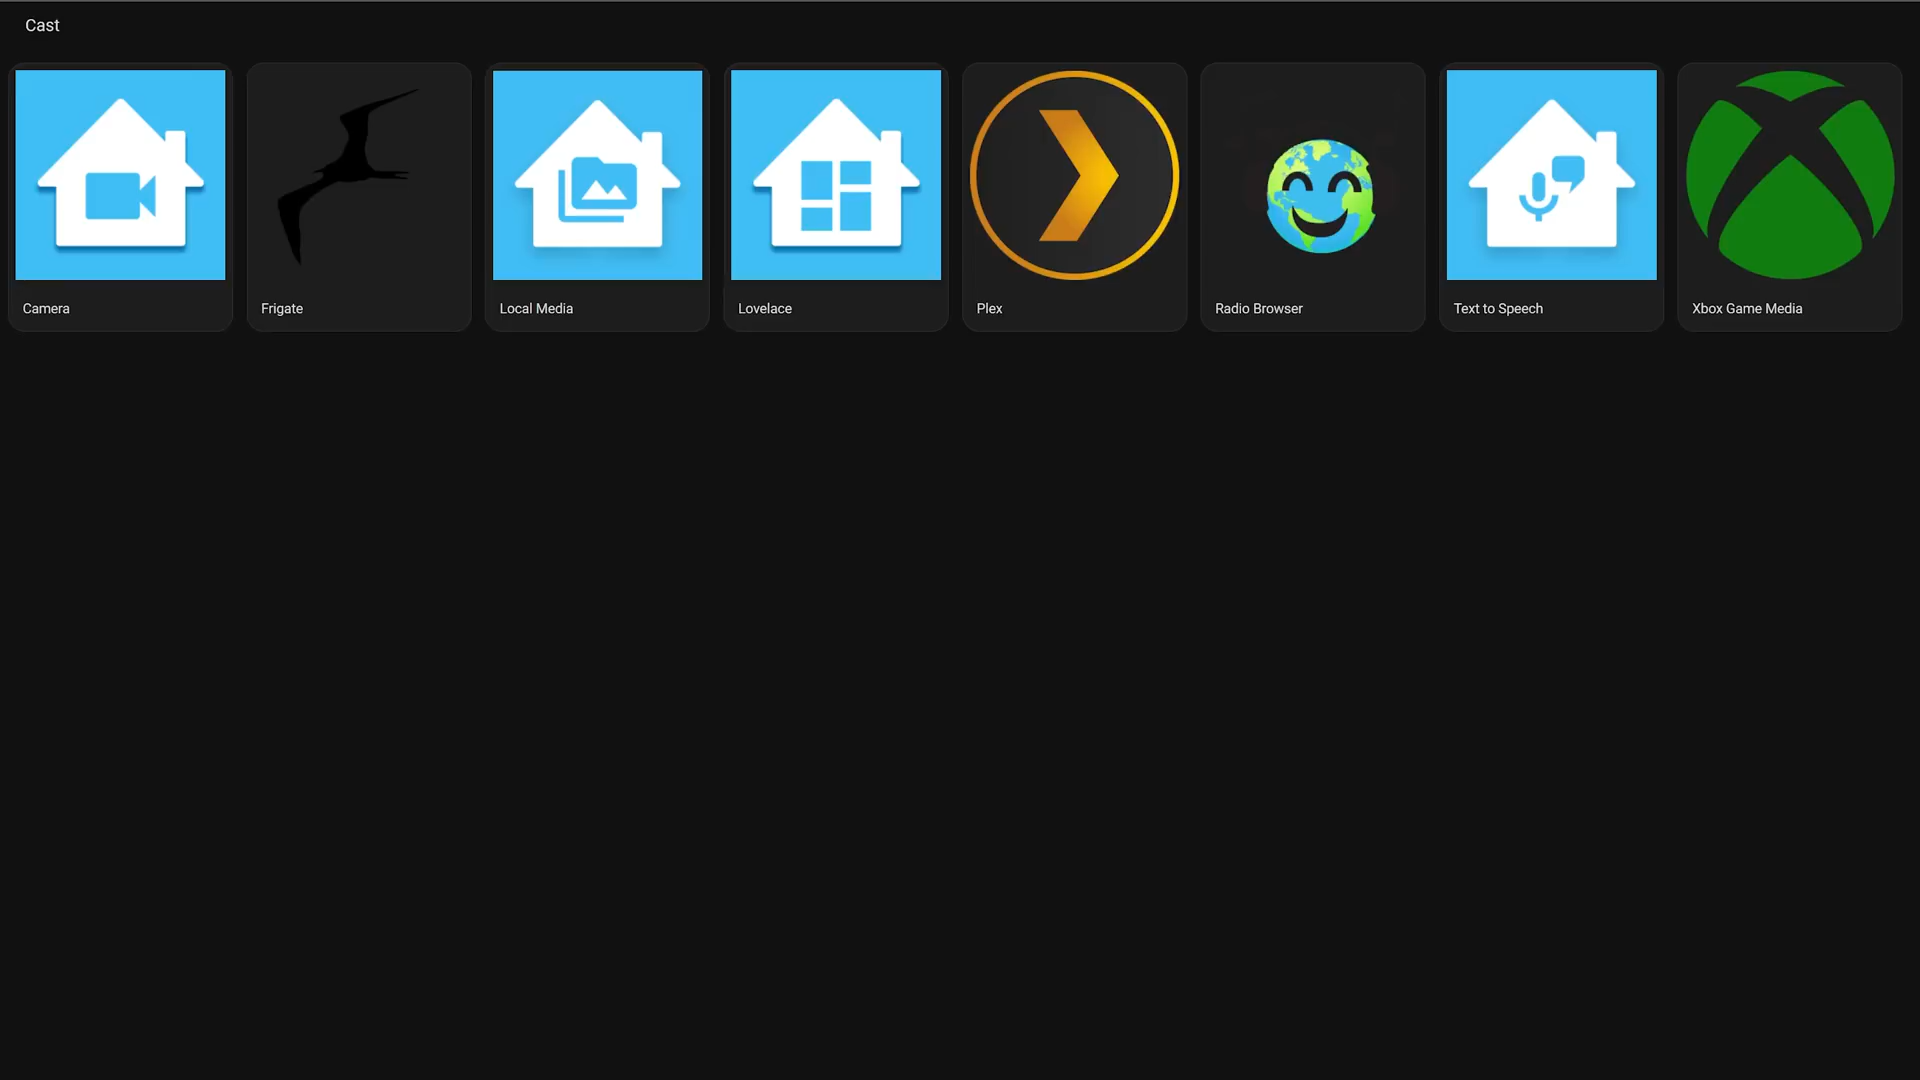 Cast
Camera
Frigate
Local Media
Lovelace
Plex
Radio Browser
Text to Speech
Xbox Game Media